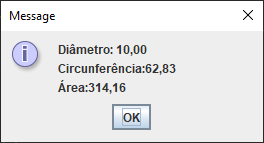 Message
Diâmetro: 10,00
Circunferência:62,83
Área:314,16
OK